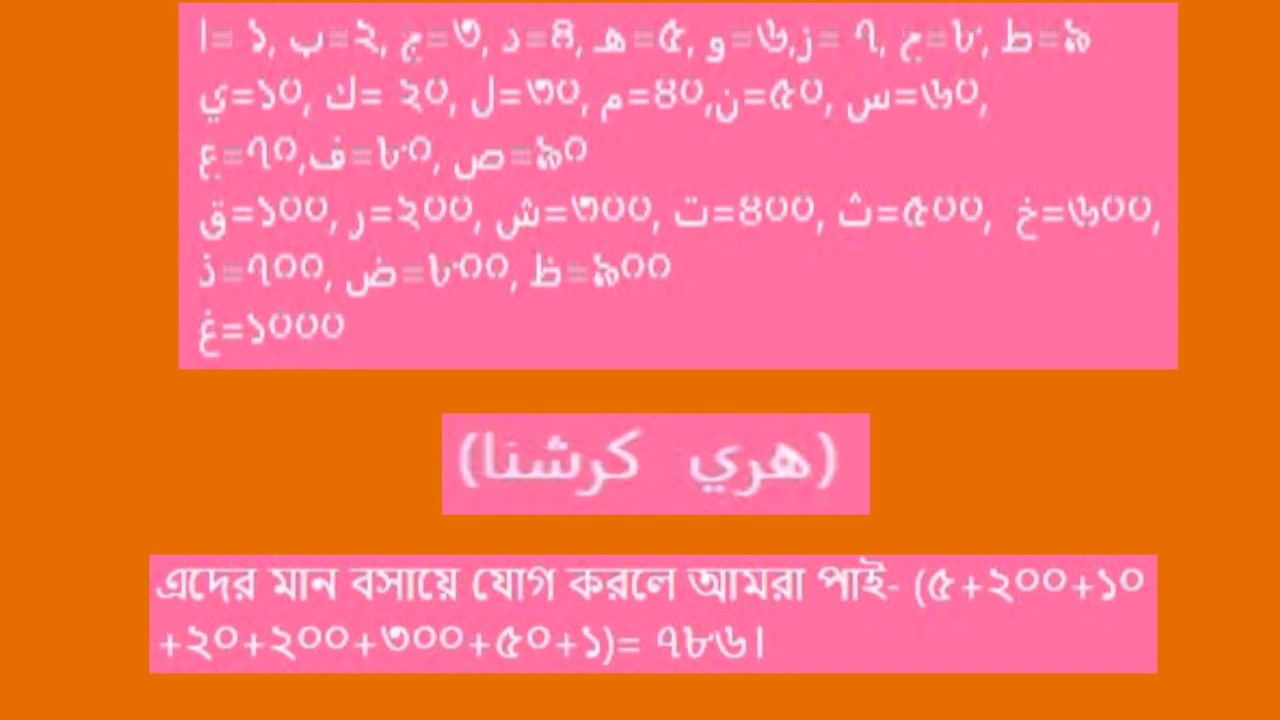 ا= ১, ب=২, ج=৩, د=৪, هـ=৫, و=৬,ز= ৭, ح=৮, ط=৯
ي=১০, ك= ২০, ل=৩০, م=৪০,ن=৫০, س=৬০,
ع=৭০,ف=৮০, ص=৯০
ق=১০০, ر=২০০, ش=৩০০, ت=৪০০, ث=৫০০, خ=৬০০,
ذ=৭০০, ض=৮০০, ظ=৯০০
غ=১০০০
(هري كرشنا)
এদের মান বসায়ে যোগ করলে আমরা পাই- (৫+২০০+১০
+২০+২০০+৩০০+৫০+১)= ৭৮৬।